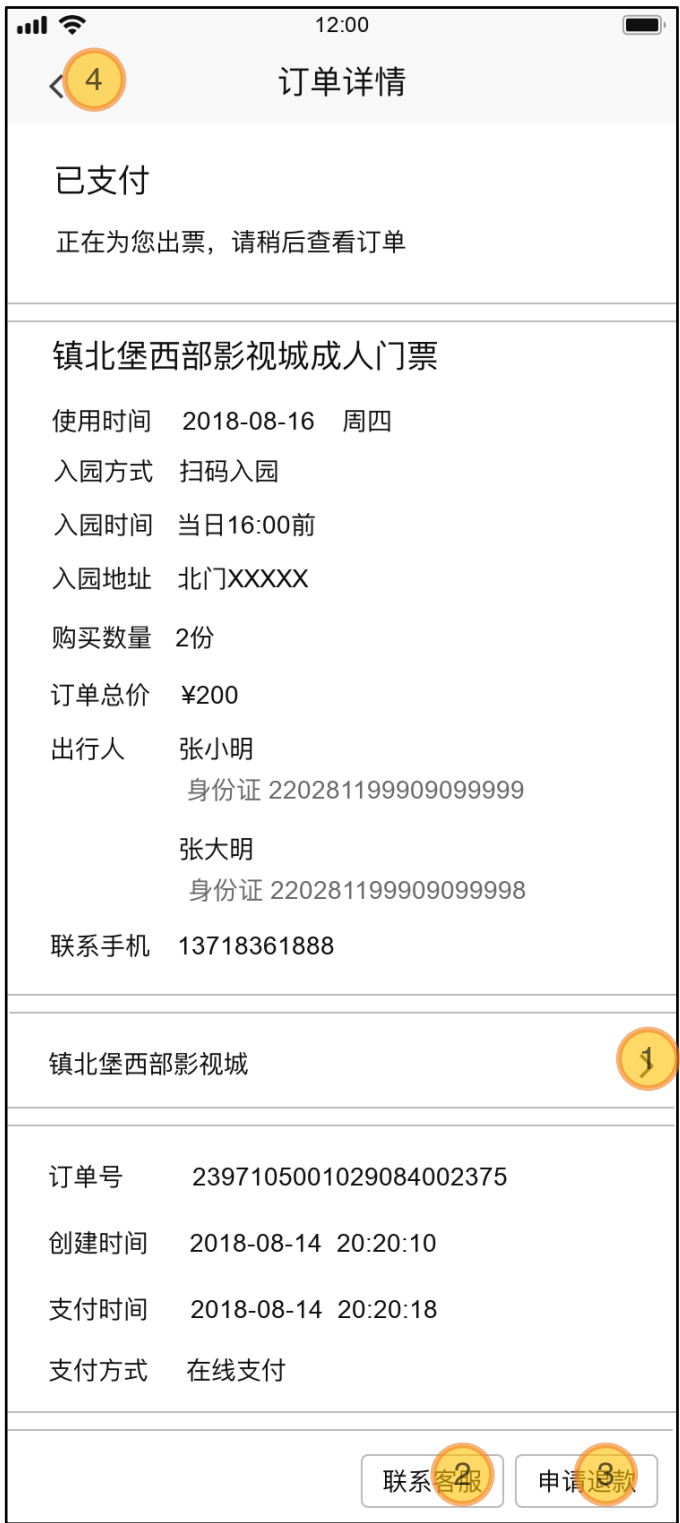 12:00
4
订单详情
已支付
正在为您出票，请稍后查看订单
镇北堡西部影视城成人门票
使用时间 2018-08-16 周四
入园方式 扫码入园
入园时间 当日16:00前
入园地址 北门XXXXX
购买数量 2份
订单总价 ¥200
出行人 张小明
身份证 220281199909099999
张大明
身份证 220281199909099998
联系手机 13718361888
镇北堡西部影视城 1
订单号 2397105001029084002375
创建时间 2018-08-14 20:20:10
支付时间 2018-08-14 20:20:18
支付方式 在线支付
联系客服 2 申请退款 3